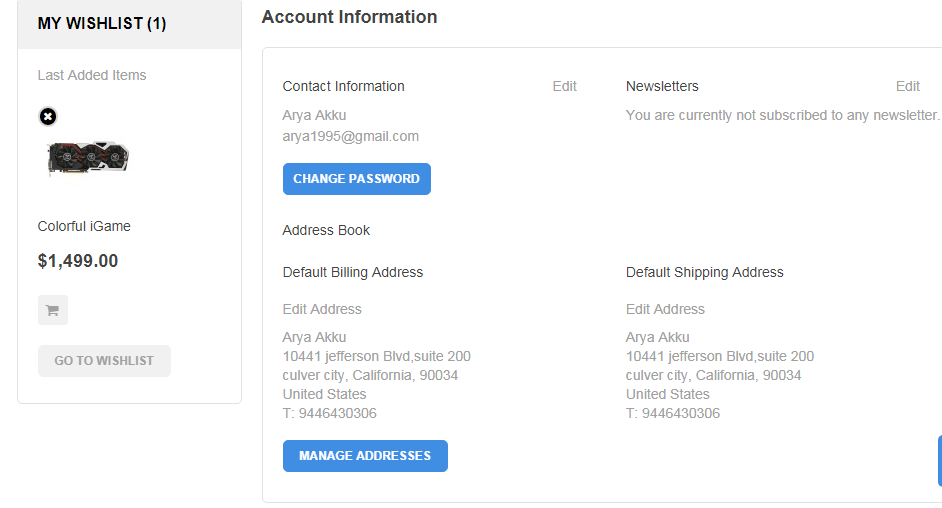 MY WISHLIST (1)
Last Added Items
Colorful iGame
$1,499.00
GO TO WISHLIST
Account Information
Contact Information
Edit
Arya Akku
arya1995@gmail.com
CHANGE PASSWORD
Newsletters
Edit
You are currently not subscribed to any newsletter.
Address Book
Default Billing Address
Edit Address
Arya Akku
10441 jefferson Blvd,suite 200
culver city, California, 90034
United States
T: 9446430306
MANAGE ADDRESSES
Default Shipping Address
Edit Address
Arya Akku
10441 jefferson Blvd,suite 200
culver city, California, 90034
United States
T: 9446430306